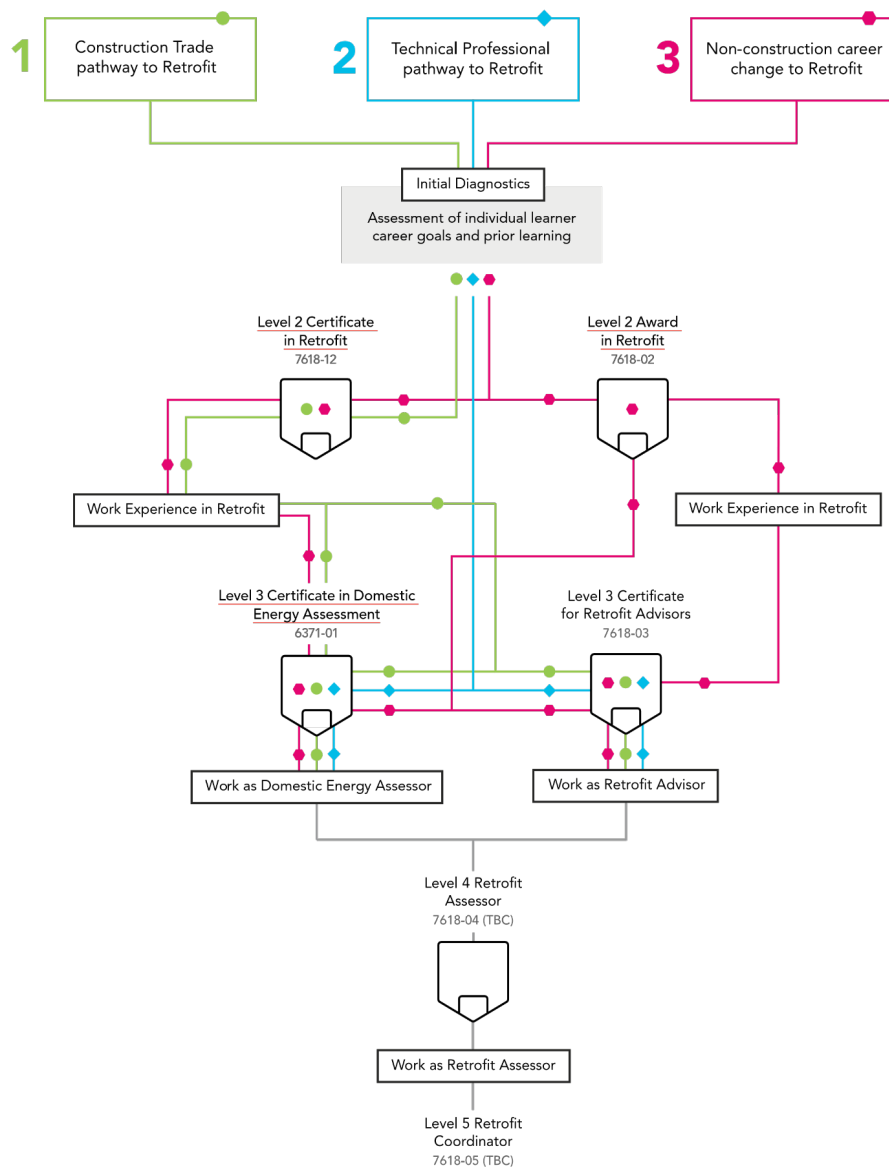 1
Construction Trade
pathway to Retrofit
2
Technical Professional
pathway to Retrofit
3
Non-construction career
change to Retrofit
Initial Diagnostics
Assessment of individual learner
career goals and prior learning
Level 2 Certificate
in Retrofit
7618-12
Level 2 Award
in Retrofit
7618-02
Work Experience in Retrofit
Work Experience in Retrofit
Level 3 Certificate in Domestic
Energy Assessment
6371-01
Level 3 Certificate
for Retrofit Advisors
7618-03
Work as Domestic Energy Assessor
Work as Retrofit Advisor
Level 4 Retrofit
Assessor
7618-04 (TBC)
Work as Retrofit Assessor
Level 5 Retrofit
Coordinator
7618-05 (TBC)